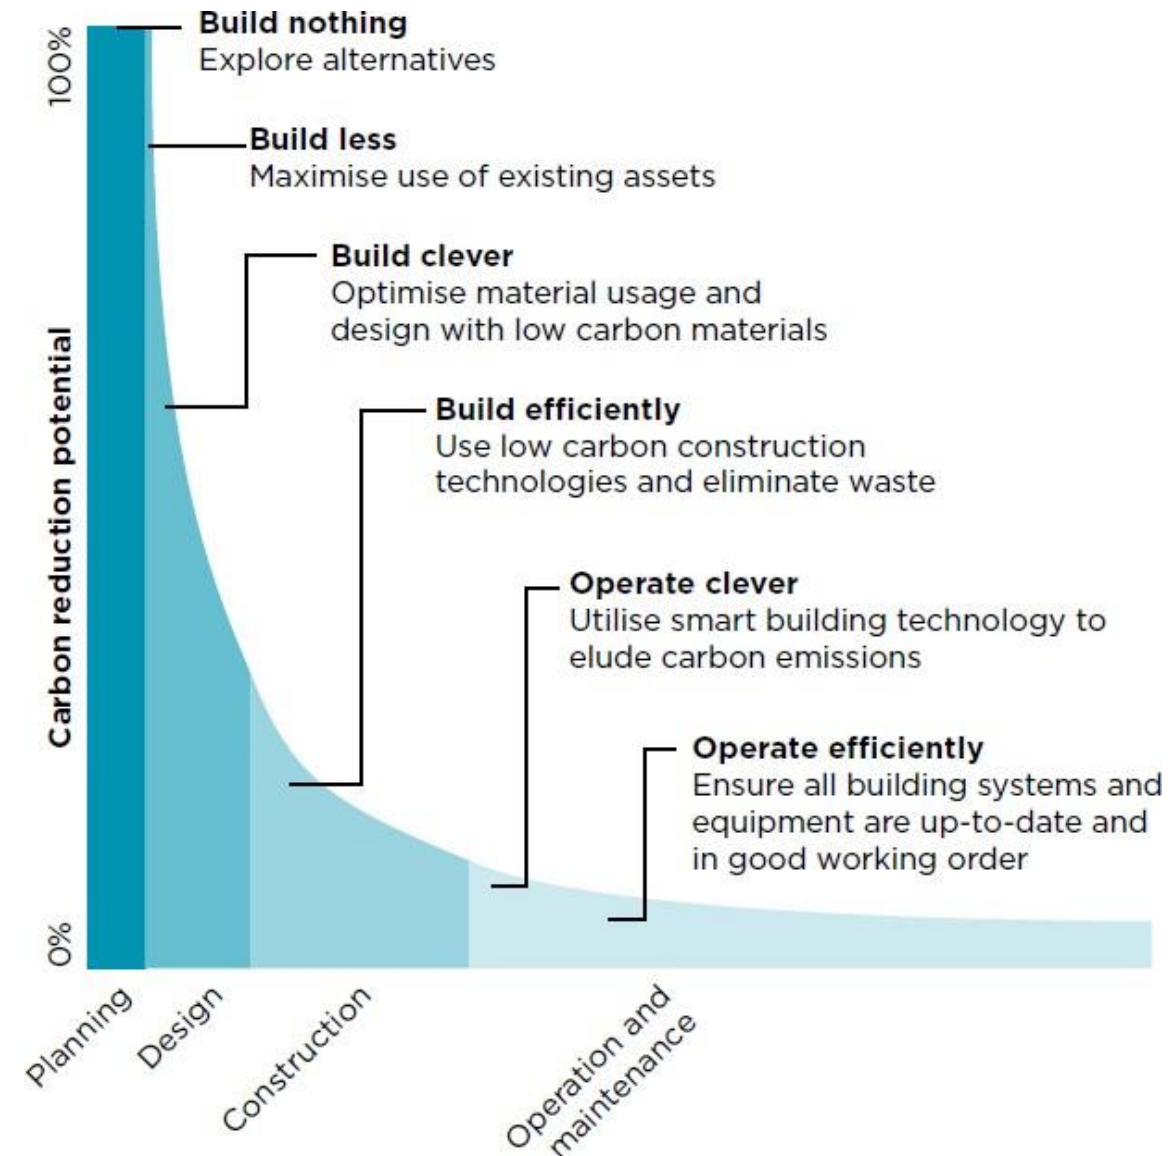 Build nothing
Explore alternatives
100%
Build less
Maximise use of existing assets
Build clever
Optimise material usage and
design with low carbon materials
Carbon reduction potential
Build efficiently
Use low carbon construction
technologies and eliminate waste
Operate clever
Utilise smart building technology to
elude carbon emissions
Operate efficiently
Ensure all building systems and
equipment are up-to-date and
in good working order
0%
Planning
Design
Construction
Operation and
maintenance